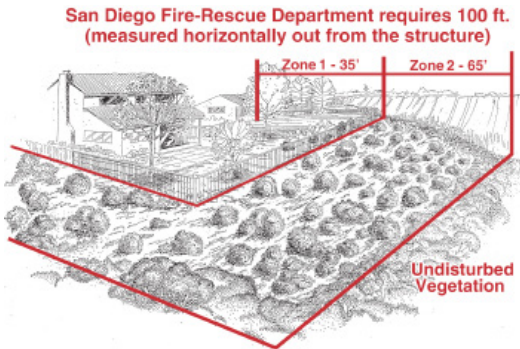 San Diego Fire-Rescue Department requires 100 ft.
(measured horizontally out from the structure)
Zone 1 - 35'
Zone 2 - 65'
Undisturbed
Vegetation